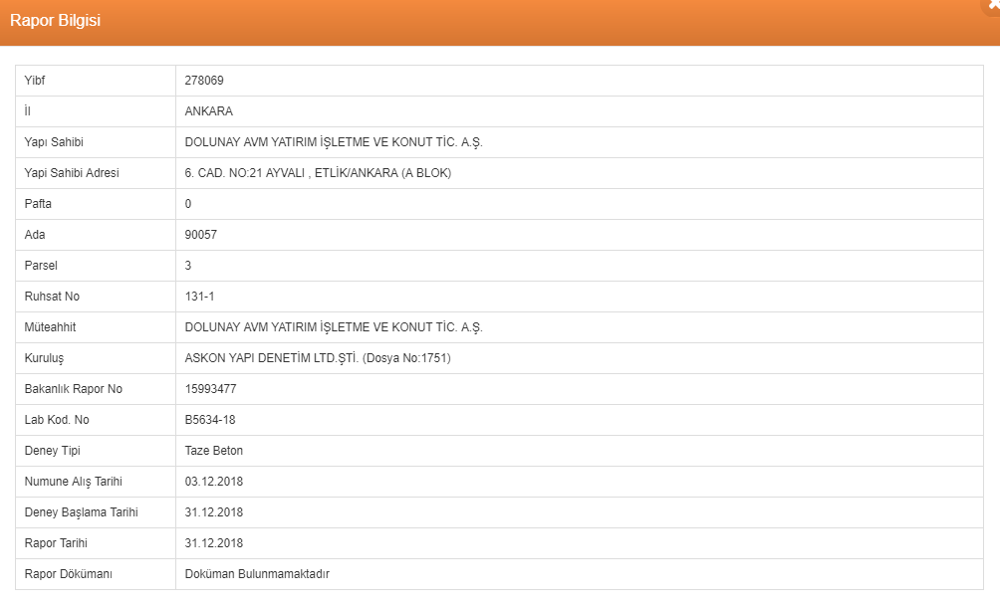 Rapor Bilgisi
Yibf 278069
İl ANKARA
Yapı Sahibi DOLUNAY AVM YATIRIM İŞLETME VE KONUT TİC. A.Ş.
Yapi Sahibi Adresi 6. CAD. NO:21 AYVALI , ETLİK/ANKARA (A BLOK)
Pafta 0
Ada 90057
Parsel 3
Ruhsat No 131-1
Müteahhit DOLUNAY AVM YATIRIM İŞLETME VE KONUT TİC. A.Ş.
Kuruluş ASKON YAPI DENETİM LTD.ŞTİ. (Dosya No:1751)
Bakanlık Rapor No 15993477
Lab Kod. No B5634-18
Deney Tipi Taze Beton
Numune Alış Tarihi 03.12.2018
Deney Başlama Tarihi 31.12.2018
Rapor Tarihi 31.12.2018
Rapor Dökümanı Doküman Bulunmamaktadır